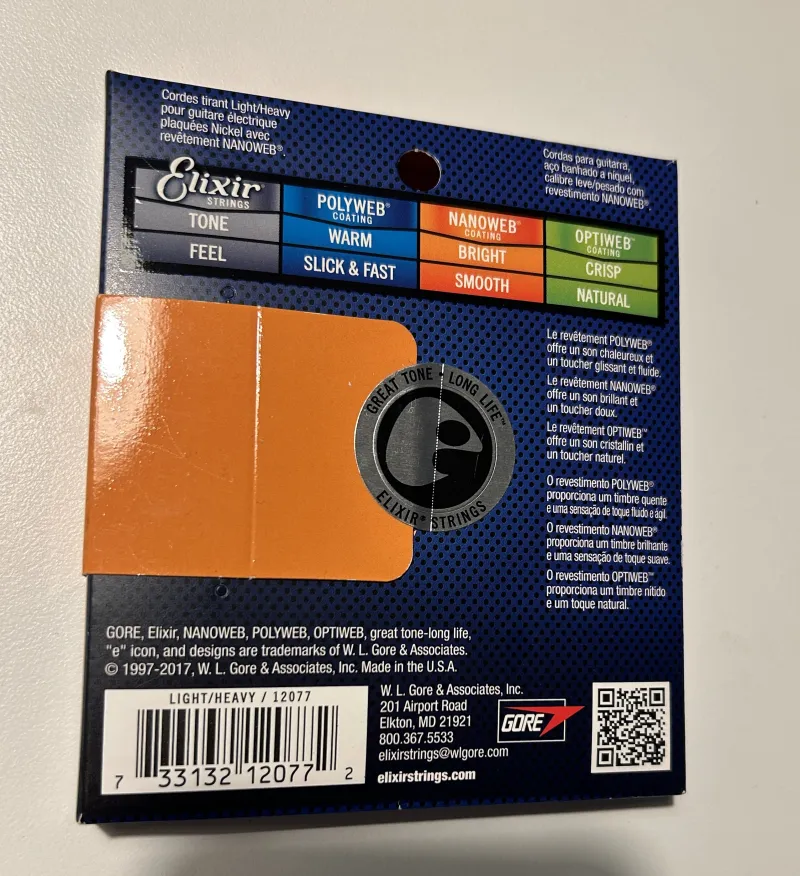 Cordes tirant Light/Heavy
pour guitare électrique
plaquées Nickel avec
revêtement NANOWEB®.
Cordas para guitarra,
aço banhado a níquel,
calibre leve/pesado com
revestimento NANOWEB®.
Elixir
STRINGS
TONE
FEEL
POLYWEB®
COATING
WARM
SLICK & FAST
NANOWEB®
COATING
BRIGHT
SMOOTH
OPTIWEB™
COATING
CRISP
NATURAL
GREAT TONE • LONG LIFE™
ELIXIR® STRINGS
Le revêtement POLYWEB®
offre un son chaleureux et
un toucher glissant et fluide.
Le revêtement NANOWEB®
offre un son brillant et
un toucher doux.
Le revêtement OPTIWEB™
offre un son cristallin et
un toucher naturel.
O revestimento POLYWEB®
proporciona um timbre quente
e uma sensação de toque fluido e ágil.
O revestimento NANOWEB®
proporciona um timbre brilhante
e uma sensação de toque suave.
O revestimento OPTIWEB™
proporciona um timbre nítido
e um toque natural.
GORE, Elixir, NANOWEB, POLYWEB, OPTIWEB, great tone-long life,
"e" icon, and designs are trademarks of W. L. Gore & Associates.
© 1997-2017, W. L. Gore & Associates, Inc. Made in the U.S.A.
LIGHT/HEAVY / 12077
7 33132 12077 2
W. L. Gore & Associates, Inc.
201 Airport Road
Elkton, MD 21921
800.367.5533
elixirstrings@wlgore.com
elixirstrings.com
GORE